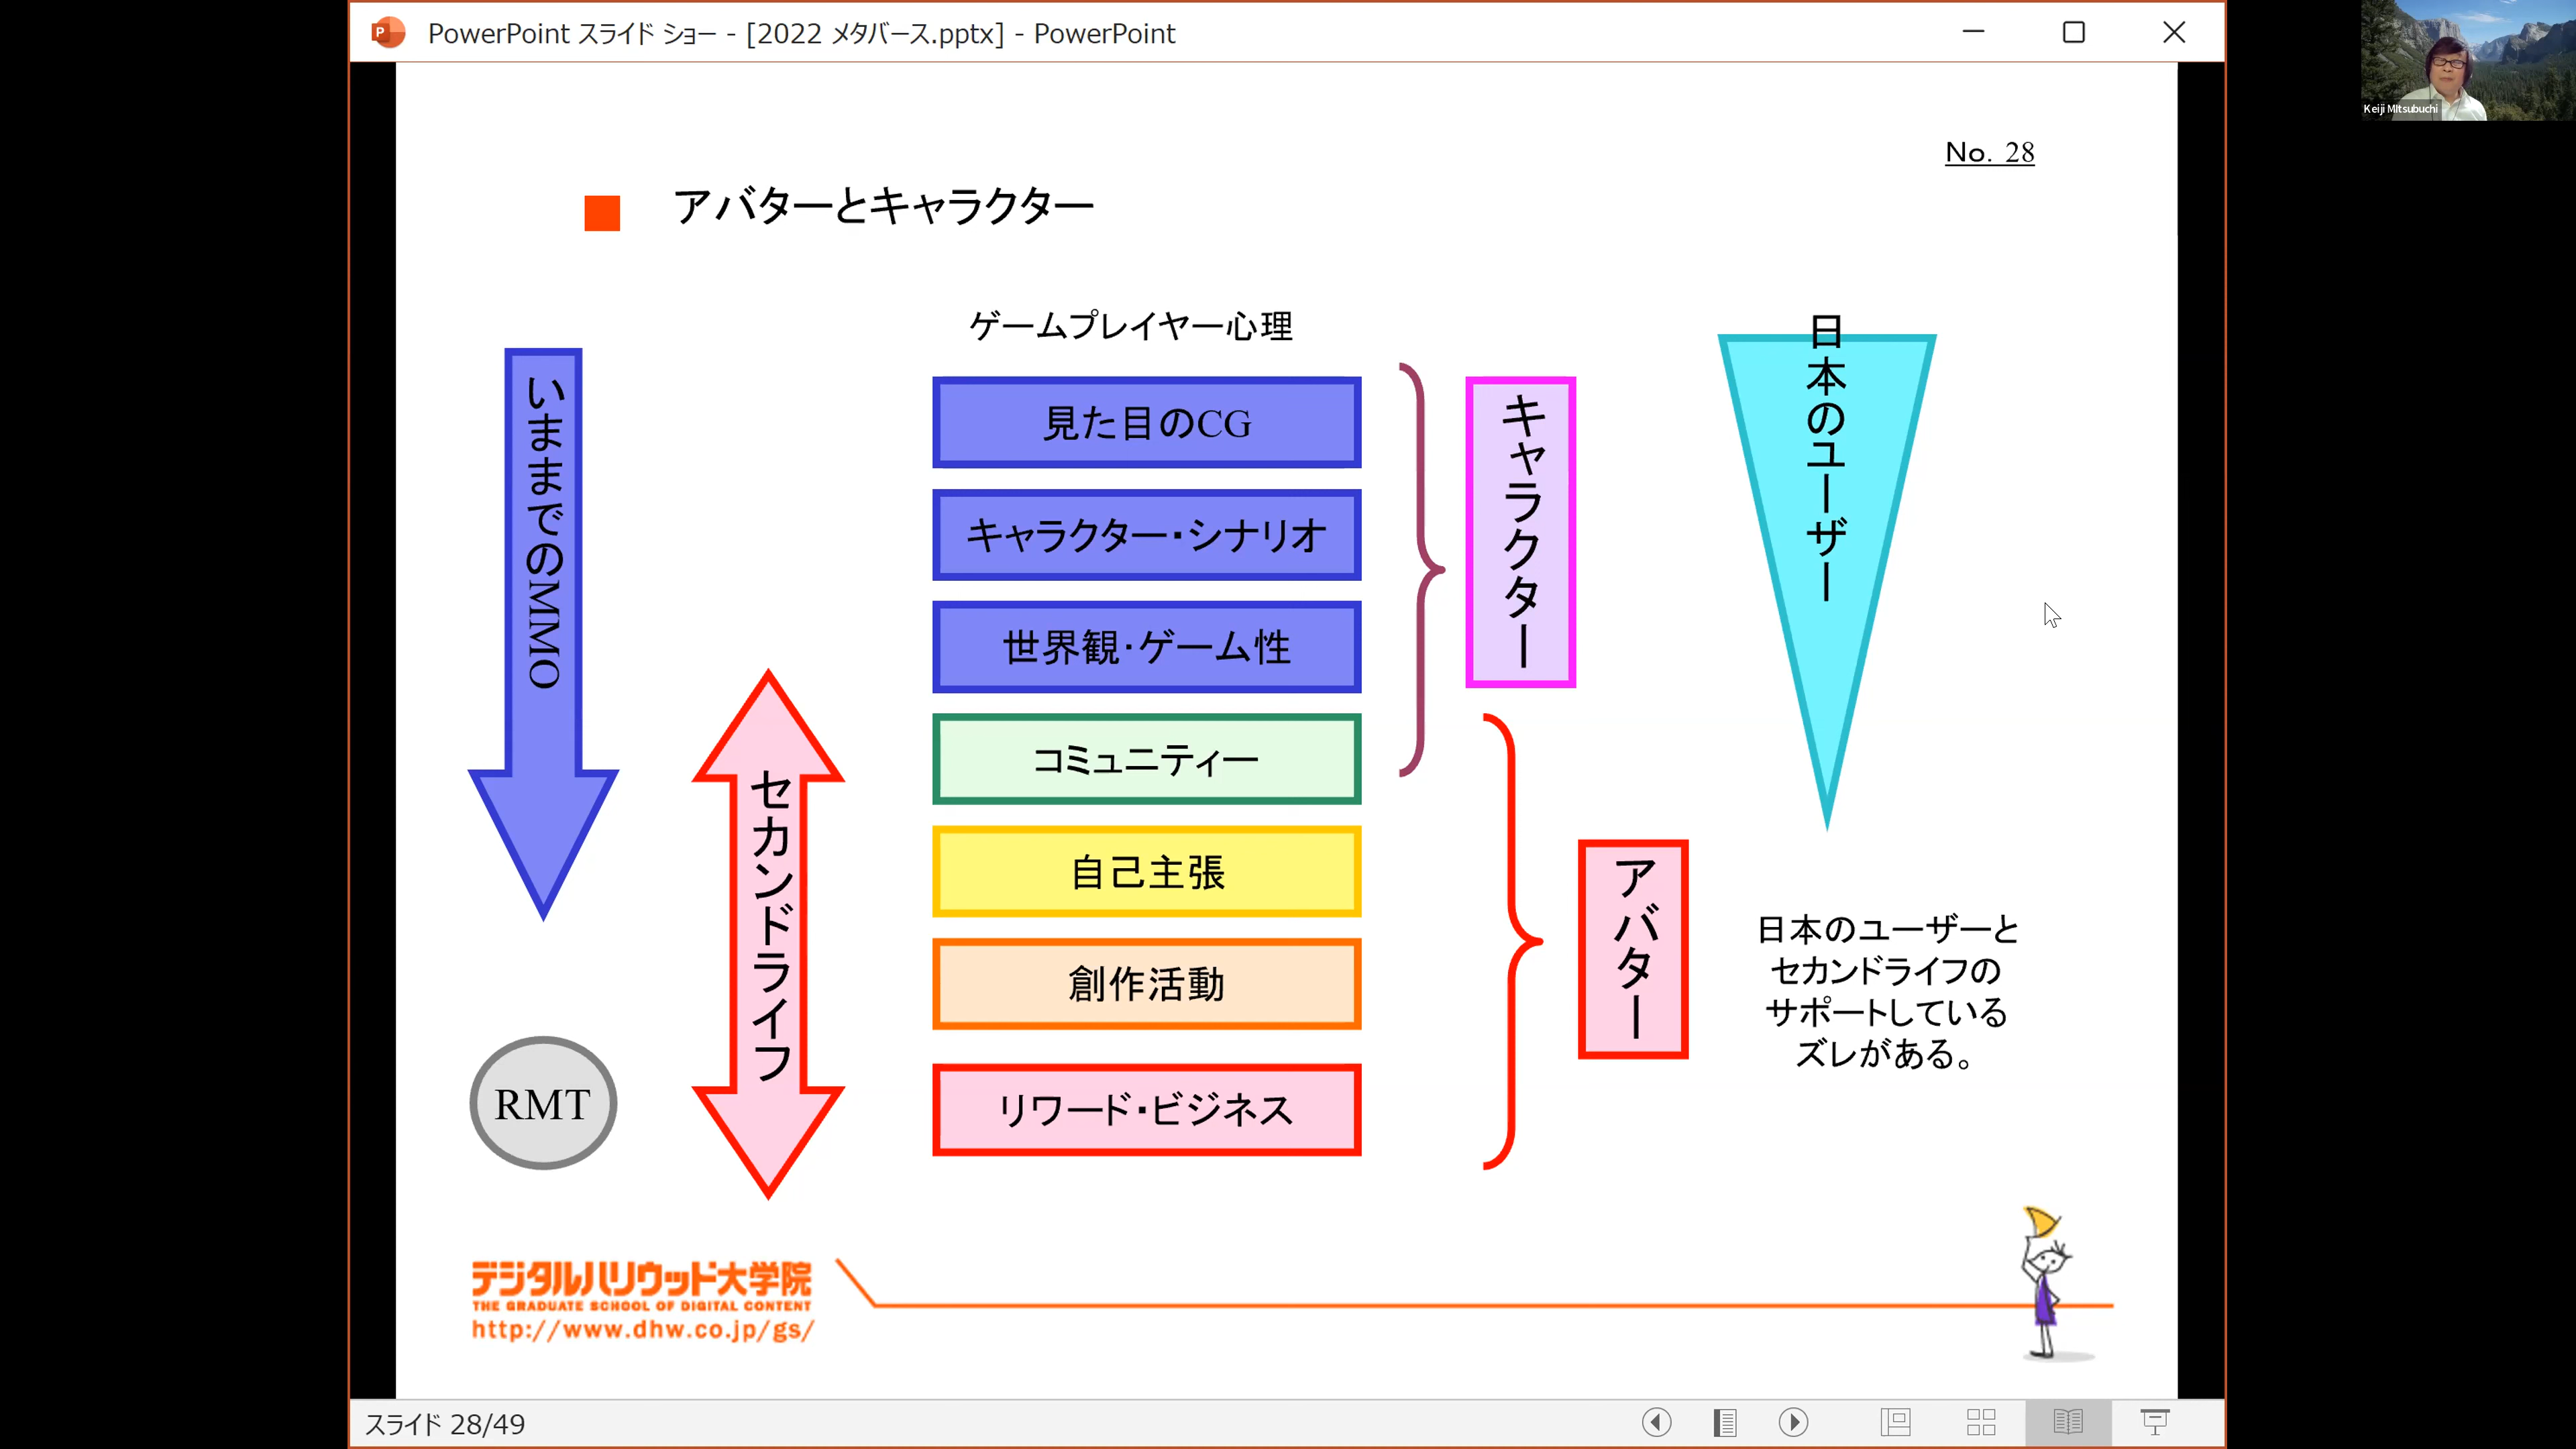 PowerPoint スライド ショー - [2022 メタバース.pptx] - PowerPoint
Keiji MItsubuchi
No. 28
アバターとキャラクター
ゲームプレイヤー心理
いままでのMMO
セカンドライフ
RMT
見た目のCG
キャラクター・シナリオ
世界観・ゲーム性
コミュニティー
自己主張
創作活動
リワード・ビジネス
キャラクター
アバター
日本のユーザー
日本のユーザーと
セカンドライフの
サポートしている
ズレがある。
デジタルハリウッド大学院
THE GRADUATE SCHOOL OF DIGITAL CONTENT
http://www.dhw.co.jp/gs/
スライド 28/49